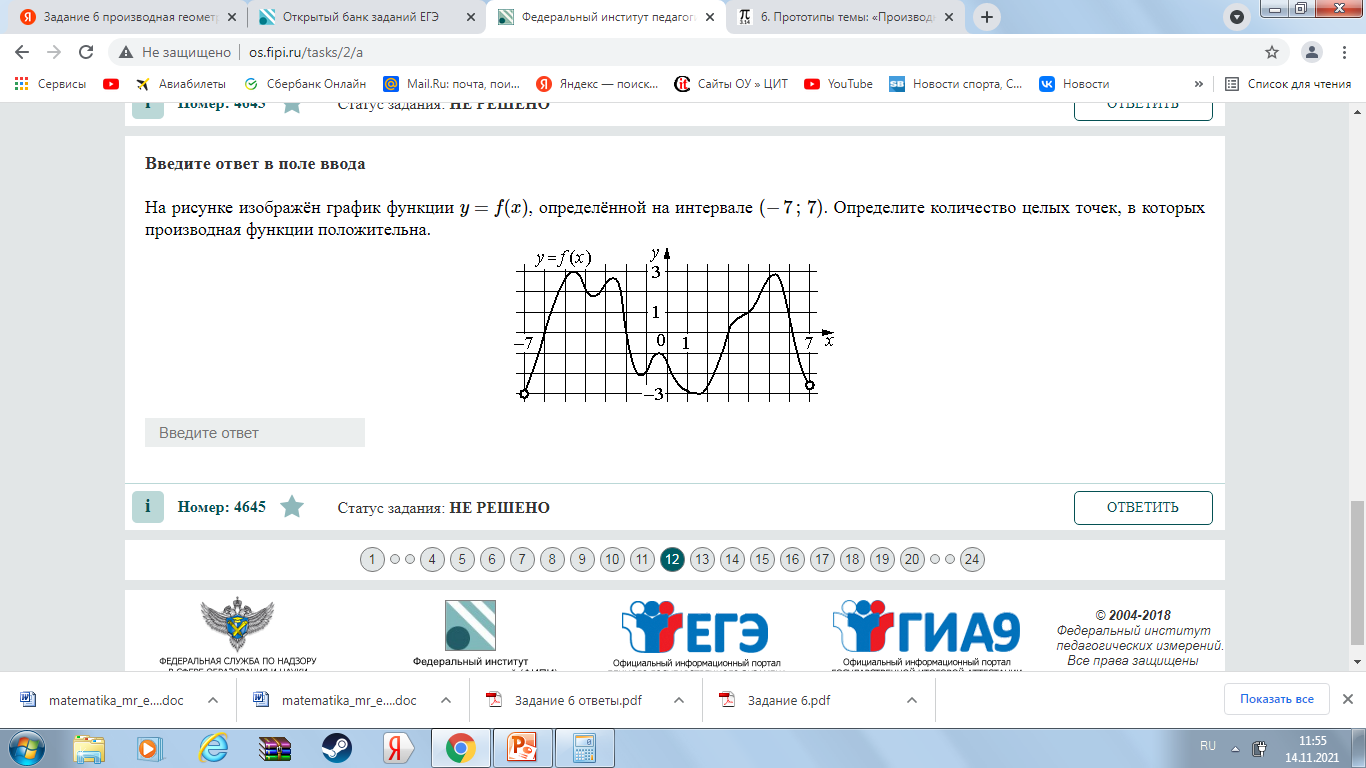 Задание 6 производная геомет
Открытый банк заданий ЕГЭ
Федеральный институт педагог
6. Прототипы темы: «Производ
Не защищено
os.fipi.ru/tasks/2/a
Сервисы
Авиабилеты
Сбербанк Онлайн
Mail.Ru: почта, пои...
Яндекс — поиск...
Сайты ОУ » ЦИТ
YouTube
Новости спорта, С...
Новости
»
Список для чтения
i
Номер: 4645
Статус задания: НЕ РЕШЕНО
ОТВЕТИТЬ
Введите ответ в поле ввода
На рисунке изображён график функции y = f(x), определённой на интервале (− 7 ; 7). Определите количество целых точек, в которых
производная функции положительна.
y=f(x)
y
3
1
0
−7
1
7
x
−3
Введите ответ
i
Номер: 4645
Статус задания: НЕ РЕШЕНО
ОТВЕТИТЬ
1 4 5 6 7 8 9 10 11 12 13 14 15 16 17 18 19 20 24
ФЕДЕРАЛЬНАЯ СЛУЖБА ПО НАДЗОРУ
В СФЕРЕ ОБРАЗОВАНИЯ И НАУКИ
Федеральный институт
ЕГЭ
Официальный информационный портал
ГИА9
Официальный информационный портал
© 2004-2018
Федеральный институт
педагогических измерений.
Все права защищены
matematika_mr_e....doc
matematika_mr_e....doc
Задание 6 ответы.pdf
Задание 6.pdf
Показать все
RU
11:55
14.11.2021